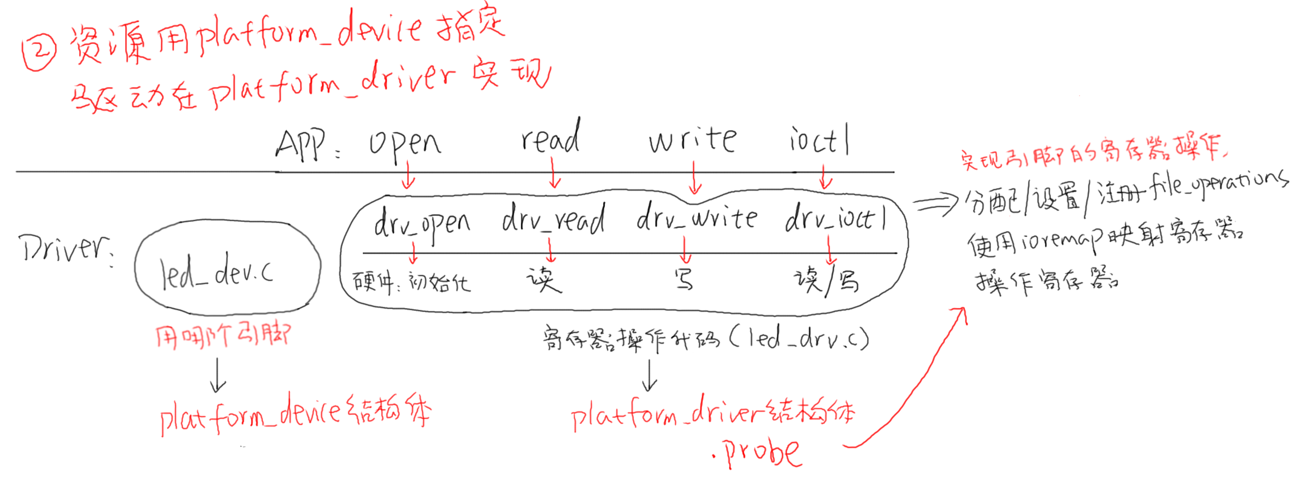 ② 资源用platform_device指定
驱动在platform_driver实现
APP: open read write ioctl
Driver: led_dev.c
drv_open drv_read drv_write drv_ioctl
硬件:初始化 读 写 读/写
实现引脚的寄存器操作.
⇒ 分配/设置/注册file_operations
使用ioremap映射寄存器
操作寄存器
用哪个引脚
寄存器操作代码(led_drv.c)
platform_device结构体
platform_driver结构体
.probe